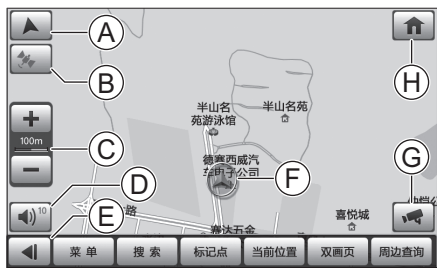 A
B
H
半山名
苑游泳馆
半山名苑
100m
C
德赛西威汽
车电子公司
F
G
10
D
E
路
赛达五金
喜悦城
菜单
搜索
标记点
当前位置
双画页
周边查询